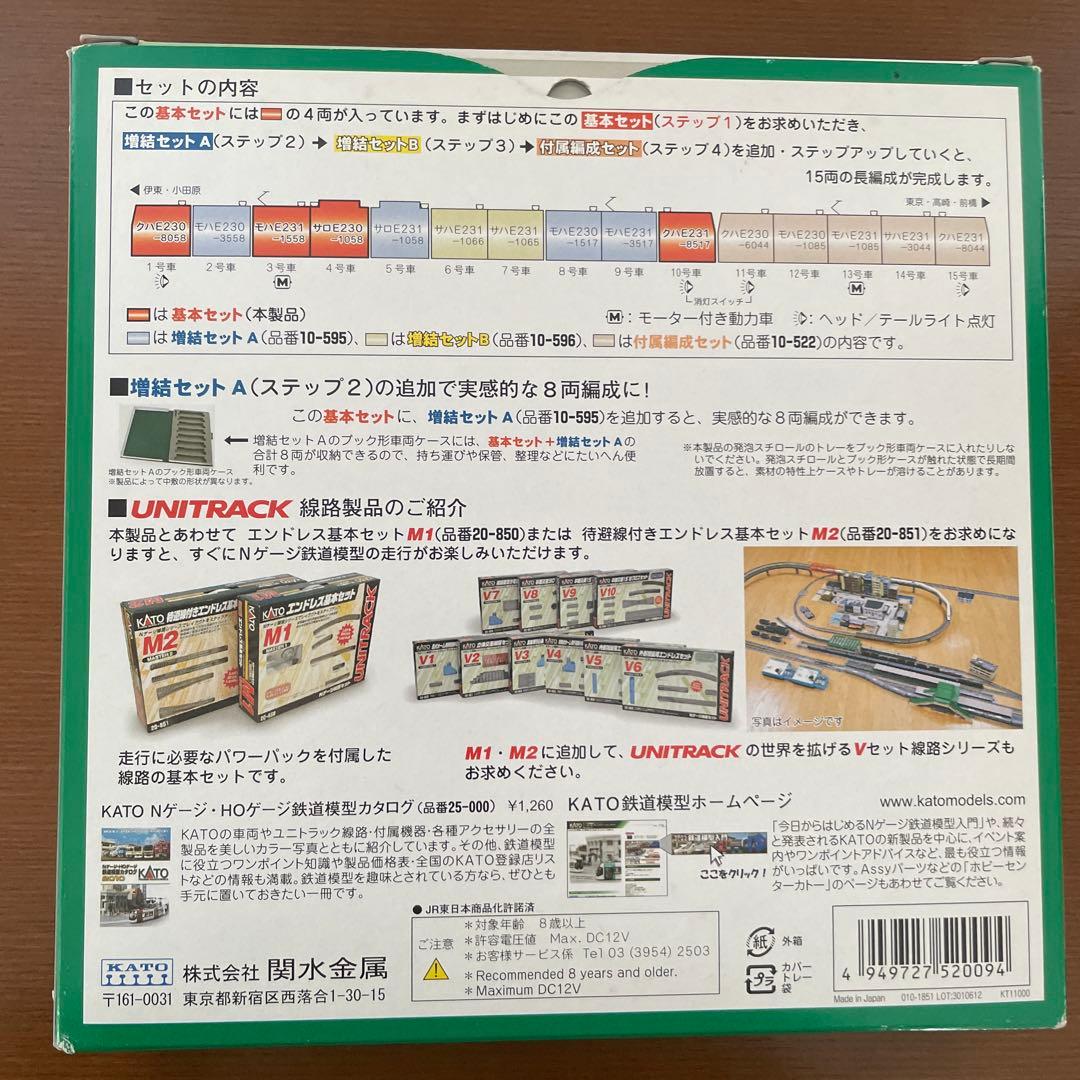 ■セットの内容
この基本セットには の4両が入っています。まずはじめにこの 基本セット(ステップ1)をお求めいただき、
増結セットA(ステップ2)➔ 増結セットB(ステップ3)➔付属編成セット(ステップ4)を追加・ステップアップしていくと、
15両の長編成が完成します。
◀伊東・小田原
東京・高崎・前橋▶
クハE230-8058 モハE230-3558 モハE231-1558 サロE230-1058 サロE231-1058 サハE231-1066 サハE231-1065 モハE230-1517 モハE231-3517 クハE231-8517 クハE230-6044 モハE230-1085 モハE231-1085 サハE231-3044 クハE231-8044
1号車 2号車 3号車 4号車 5号車 6号車 7号車 8号車 9号車 10号車 11号車 12号車 13号車 14号車 15号車
M M
消灯スイッチ
は基本セット(本製品)
M:モーター付き動力車 :ヘッド/テールライト点灯
は増結セットA(品番10-595)、 は増結セットB(品番10-596)、 は付属編成セット(品番10-522)の内容です。
■増結セットA(ステップ2)の追加で実感的な8両編成に!
この基本セットに、増結セットA(品番10-595)を追加すると、実感的な8両編成ができます。
←増結セットAのブック形車両ケースには、基本セット+増結セットAの
合計8両が収納できるので、持ち運びや保管、整理などにたいへん便
利です。
増結セットAのブック形車両ケース
※製品によって中敷の形状が異なります。
※本製品の発泡スチロールのトレーをブック形車両ケースに入れたりしな
いでください。発泡スチロールとブック形ケースが触れた状態で長期間
放置すると、素材の特性上ケースやトレーが溶けることがあります。
■UNITRACK 線路製品のご紹介
本製品とあわせて エンドレス基本セットM1(品番20-850)または 待避線付きエンドレス基本セットM2(品番20-851)をお求めにな
りますと、すぐにNゲージ鉄道模型の走行がお楽しみいただけます。
KATO 待避線付きエンドレス基本セット
M2
20-851
KATO エンドレス基本セット
M1
20-850
UNITRACK
V7 V8 V9 V10
V1 V2 V3 V4 V5 V6
UNITRACK
写真はイメージです
走行に必要なパワーパックを付属した
線路の基本セットです。
M1・M2に追加して、UNITRACKの世界を拡げるVセット線路シリーズも
お求めください。
KATO Nゲージ・HOゲージ鉄道模型カタログ(品番25-000) ¥1,260
KATOの車両やユニトラック線路・付属機器・各種アクセサリーの全
製品を美しいカラー写真とともに紹介しています。その他、鉄道模型
に役立つワンポイント知識や製品価格表・全国のKATO登録店リス
トなどの情報も満載。鉄道模型を趣味とされている方なら、ぜひとも
手元に置いておきたい一冊です。
KATO
KATO鉄道模型ホームページ
www.katomodels.com
ここをクリック!
「今日からはじめるNゲージ鉄道模型入門」や、続々
と発表されるKATOの新製品を中心に、イベント案
内やワンポイントアドバイスなど、最も役立つ情報
がいっぱいです。Assyパーツなどの「ホビーセン
ターカトー」のページもあわせてご覧ください。
●JR東日本商品化許諾済
ご注意
*対象年齢 8歳以上
*許容電圧値 Max. DC12V
*お客様サービス係 Tel 03(3954)2503
*Recommended 8 years and older.
*Maximum DC12V
KATO 株式会社 関水金属
〒161-0031 東京都新宿区西落合1-30-15
紙 外箱
プラ カバー
トレー
袋
4 949727 520094
Made in Japan 010-1851 LOT:3010612 KT11000